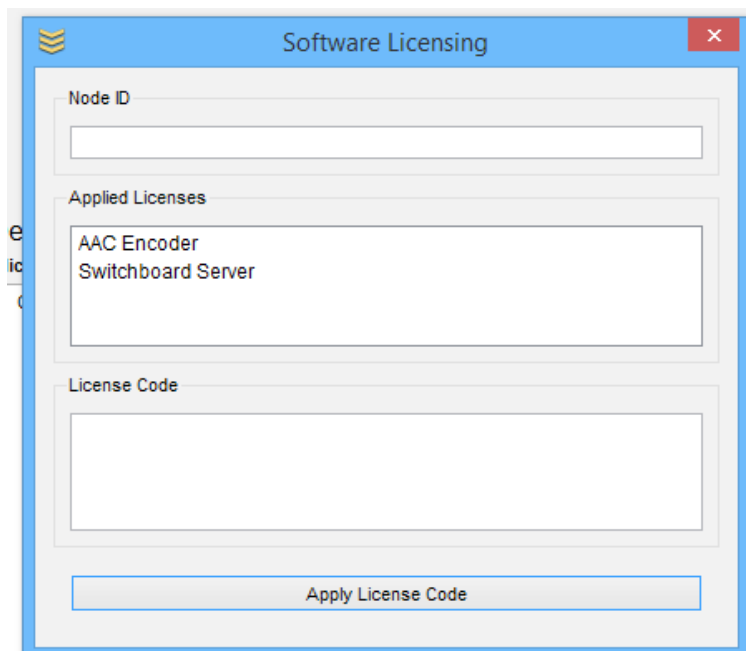 Software Licensing
Node ID
Applied Licenses
AAC Encoder
Switchboard Server
License Code
Apply License Code